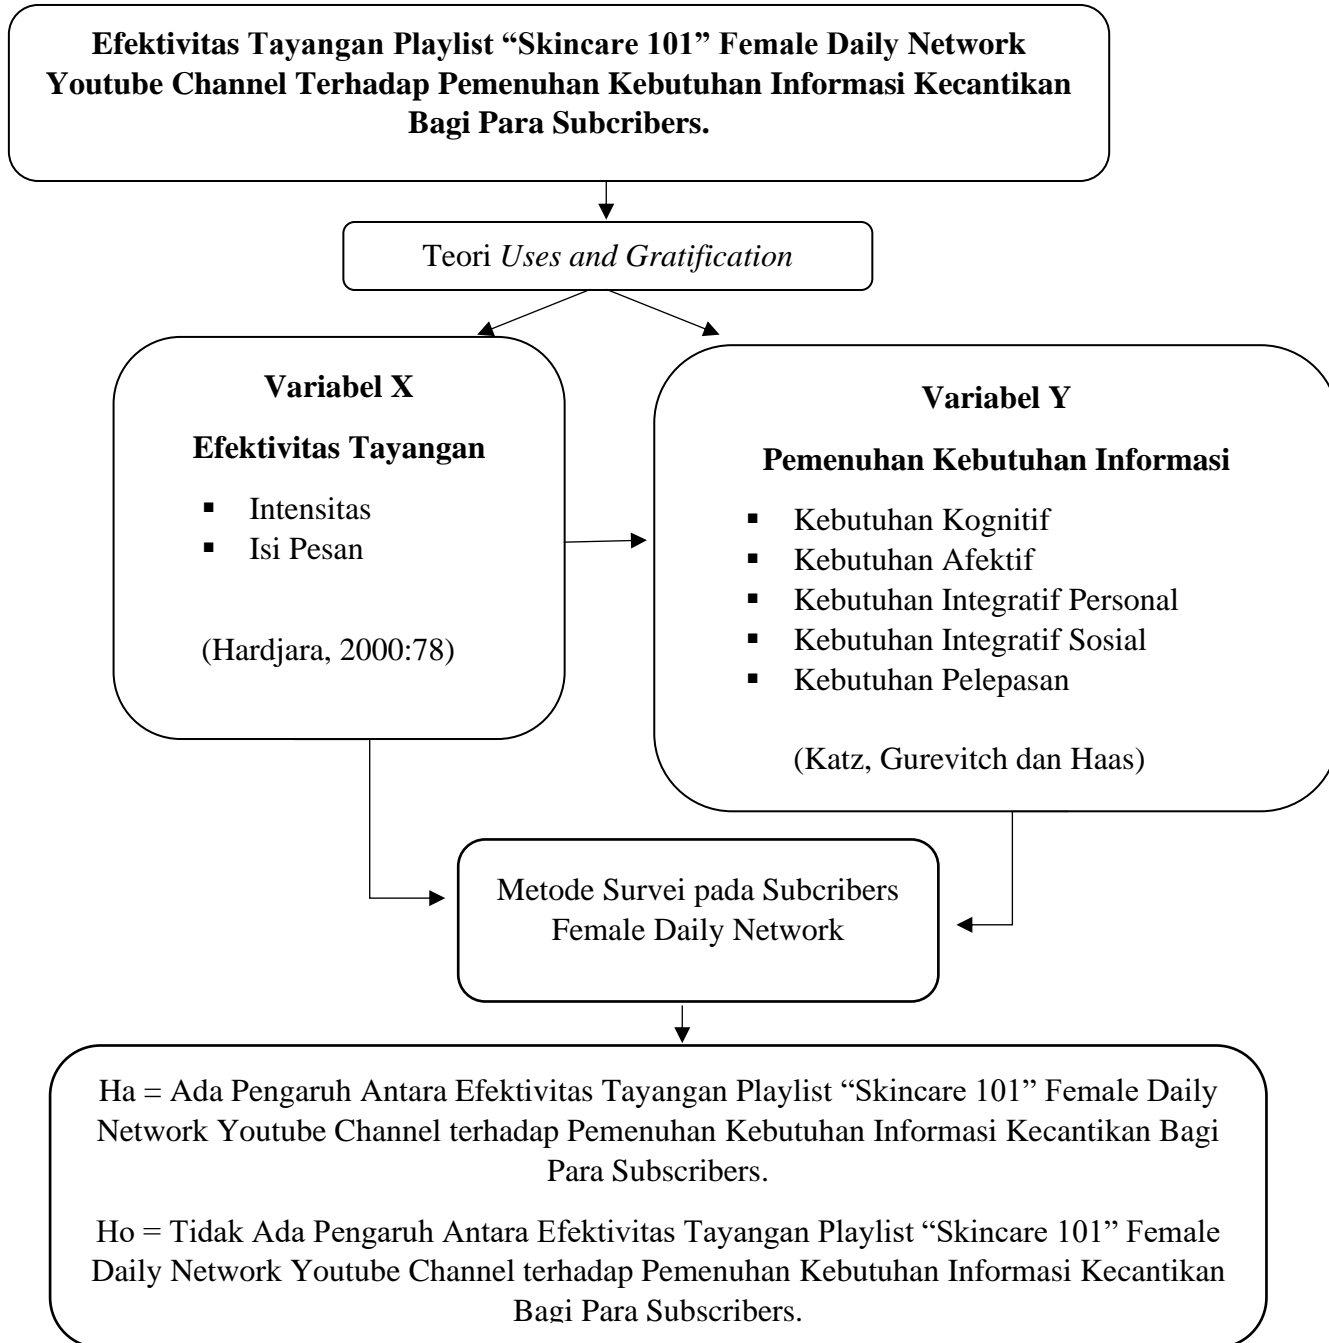 Efektivitas Tayangan Playlist “Skincare 101” Female Daily Network
Youtube Channel Terhadap Pemenuhan Kebutuhan Informasi Kecantikan
Bagi Para Subcribers.
Teori Uses and Gratification
Variabel X
Efektivitas Tayangan
▪ Intensitas
▪ Isi Pesan
(Hardjara, 2000:78)
Variabel Y
Pemenuhan Kebutuhan Informasi
▪ Kebutuhan Kognitif
▪ Kebutuhan Afektif
▪ Kebutuhan Integratif Personal
▪ Kebutuhan Integratif Sosial
▪ Kebutuhan Pelepasan
(Katz, Gurevitch dan Haas)
Metode Survei pada Subcribers
Female Daily Network
Ha = Ada Pengaruh Antara Efektivitas Tayangan Playlist “Skincare 101” Female Daily
Network Youtube Channel terhadap Pemenuhan Kebutuhan Informasi Kecantikan Bagi
Para Subscribers.
Ho = Tidak Ada Pengaruh Antara Efektivitas Tayangan Playlist “Skincare 101” Female
Daily Network Youtube Channel terhadap Pemenuhan Kebutuhan Informasi Kecantikan
Bagi Para Subscribers.